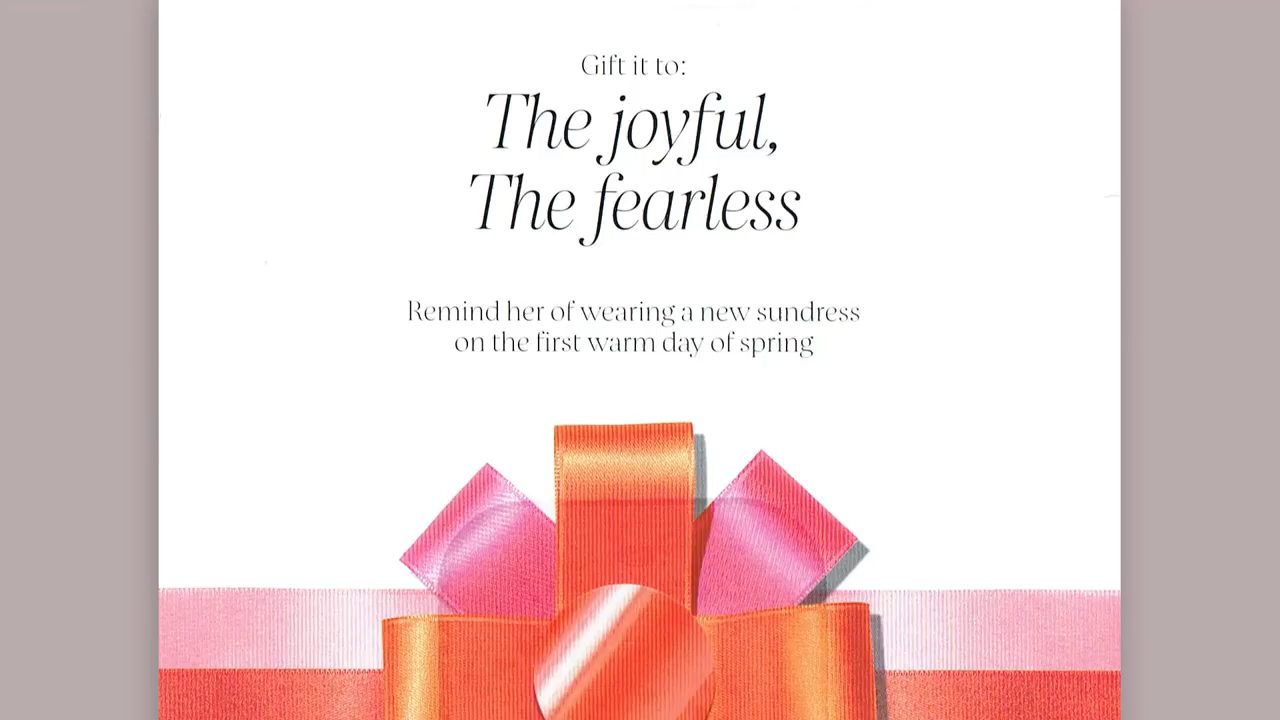 Gift it to:
The joyful,
The fearless
Remind her of wearing a new sundress
on the first warm day of spring